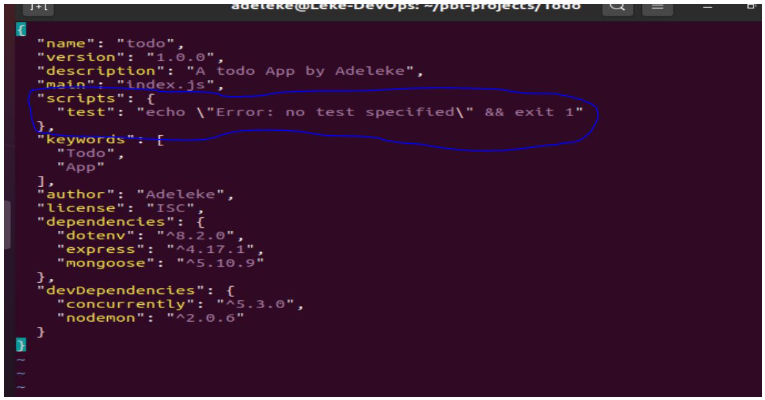 adeleke@Leke-DevOps: ~/pbl-projects/Todo
{
"name": "todo",
"version": "1.0.0",
"description": "A todo App by Adeleke",
"main": "index.js",
"scripts": {
"test": "echo \"Error: no test specified\" && exit 1"
},
"keywords": [
"Todo",
"App"
],
"author": "Adeleke",
"license": "ISC",
"dependencies": {
"dotenv": "^8.2.0",
"express": "^4.17.1",
"mongoose": "^5.10.9"
},
"devDependencies": {
"concurrently": "^5.3.0",
"nodemon": "^2.0.6"
}
}
~
~
~